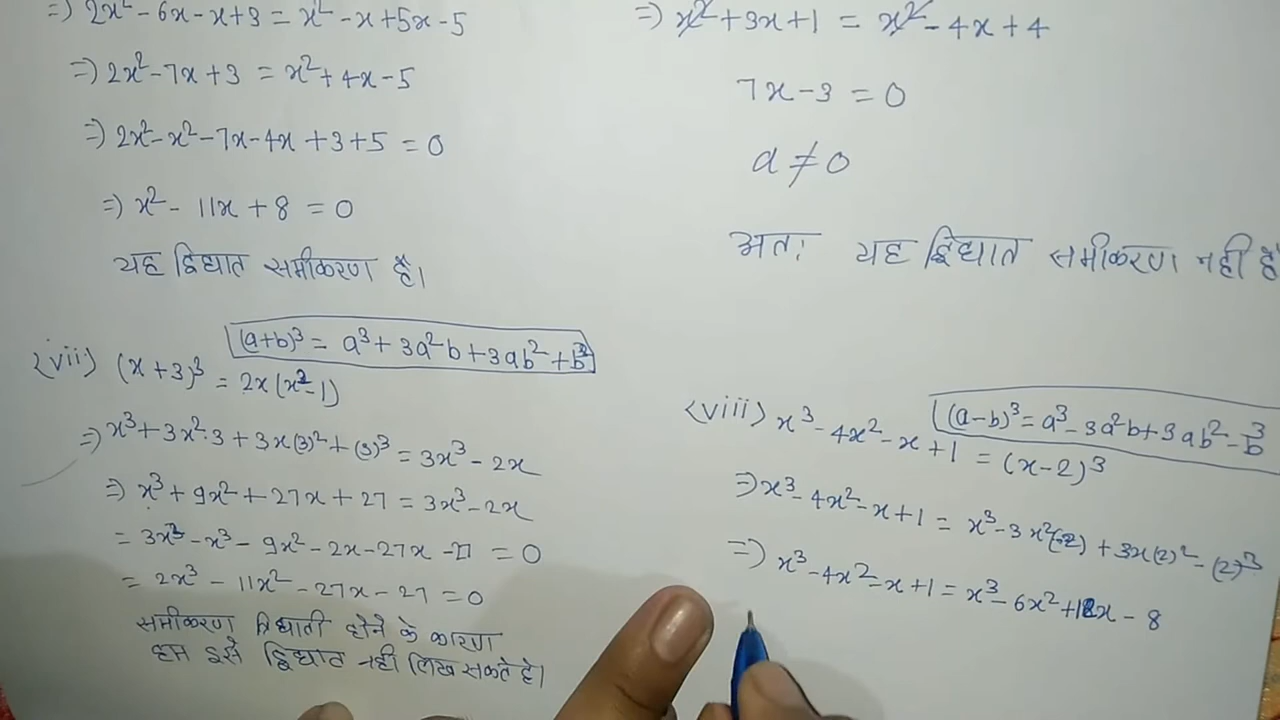 => 2x² - 6x - x + 3 = x² - x + 5x - 5
=> 2x² - 7x + 3 = x² + 4x - 5
=> 2x² - x² - 7x - 4x + 3 + 5 = 0
=> x² - 11x + 8 = 0
यह द्विघात समीकरण है।
=> x² + 3x + 1 = x² - 4x + 4
7x - 3 = 0
a ≠ 0
अतः यह द्विघात समीकरण नही है
(a+b)³ = a³ + 3a²b + 3ab² + b³
(vii) (x + 3)³ = 2x(x² - 1)
=> x³ + 3x²·3 + 3x(3)² + (3)³ = 3x³ - 2x
=> x³ + 9x² + 27x + 27 = 3x³ - 2x
= 3x³ - x³ - 9x² - 2x - 27x - 27 = 0
= 2x³ - 11x² - 27x - 27 = 0
समीकरण त्रिघाती होने के कारण
हम इसे द्विघात नही लिख सकते है।
(a-b)³ = a³ - 3a²b + 3ab² - b³
(viii) x³ - 4x² - x + 1 = (x - 2)³
=> x³ - 4x² - x + 1 = x³ - 3x²(2) + 3x(2)² - (2)³
=> x³ - 4x² - x + 1 = x³ - 6x² + 12x - 8